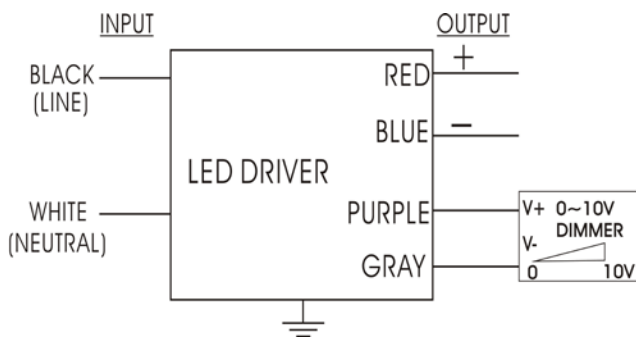 INPUT
OUTPUT
BLACK
(LINE)
RED +
BLUE −
LED DRIVER
WHITE
(NEUTRAL)
PURPLE
GRAY
V+ 0~10V
DIMMER
V-
0 10V